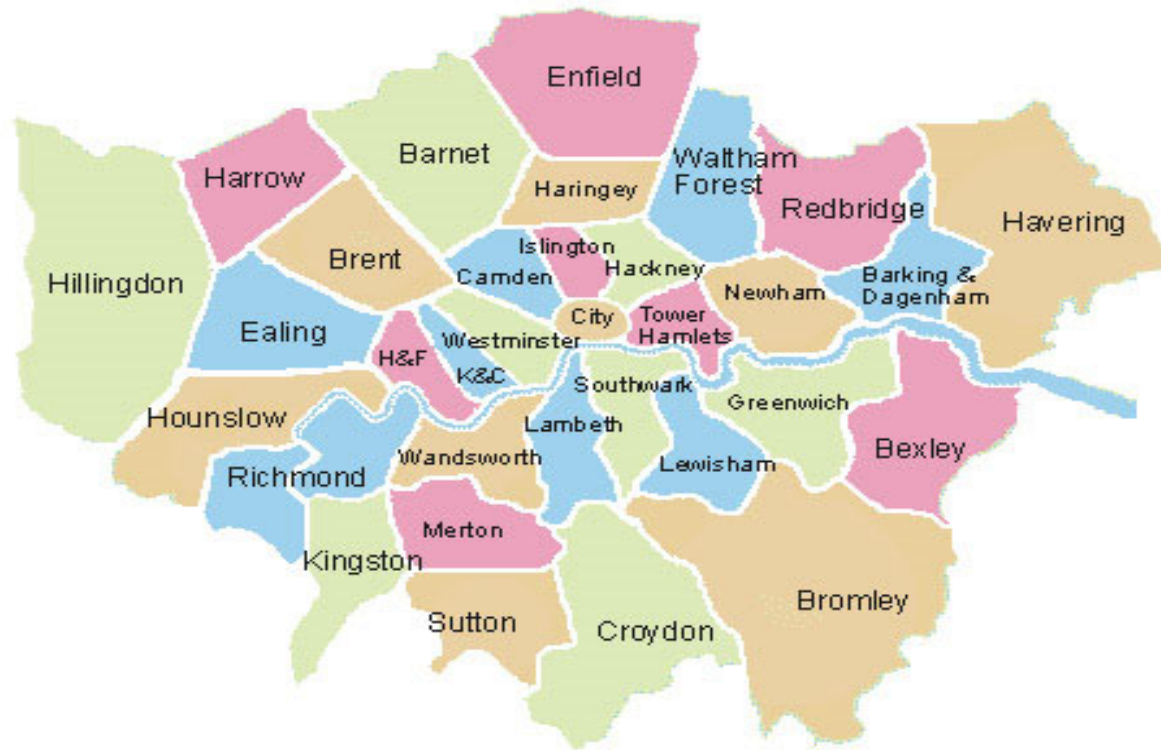 Enfield
Barnet
Harrow
Haringey
Waltham
Forest
Redbridge
Havering
Hillingdon
Brent
Camden
Islington
Hackney
Newham
Barking &
Dagenham
Ealing
H&F
K&C
Westminster
City
Tower
Hamlets
Hounslow
Richmond
Wandsworth
Lambeth
Southwark
Lewisham
Greenwich
Bexley
Kingston
Merton
Sutton
Croydon
Bromley